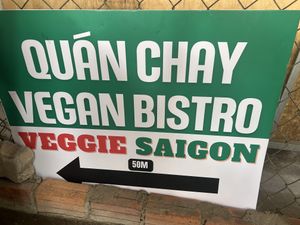 QUÁN CHAY
VEGAN BISTRO
VEGGIE SAIGON
50M